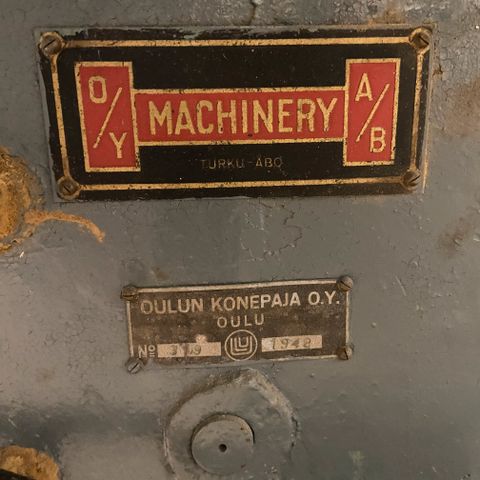 O/Y MACHINERY A/B
TURKU-ÅBO
OULUN KONEPAJA O.Y.
OULU
No 1948